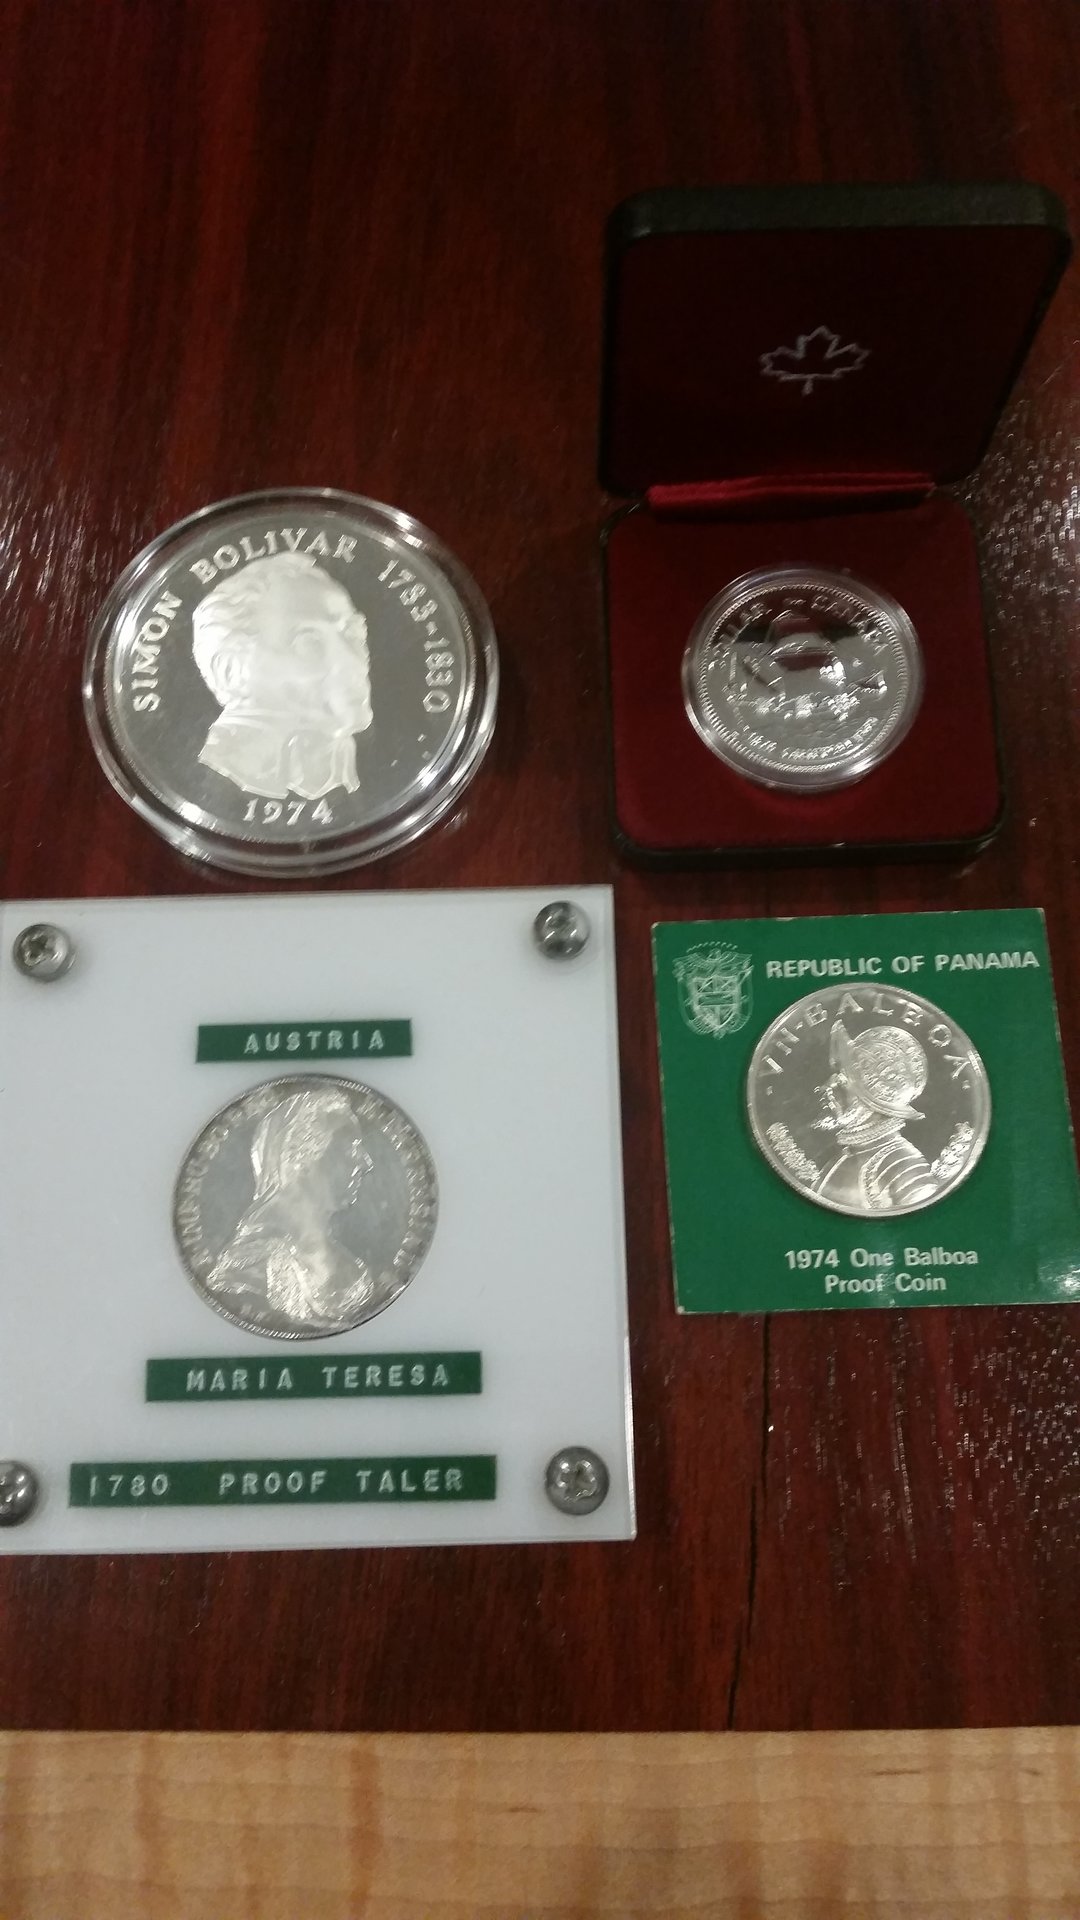 SIMON BOLIVAR 1783-1830
1974
AUSTRIA
MARIA TERESA
1780 PROOF TALER
REPUBLIC OF PANAMA
VN·BALBOA
1974 One Balboa
Proof Coin